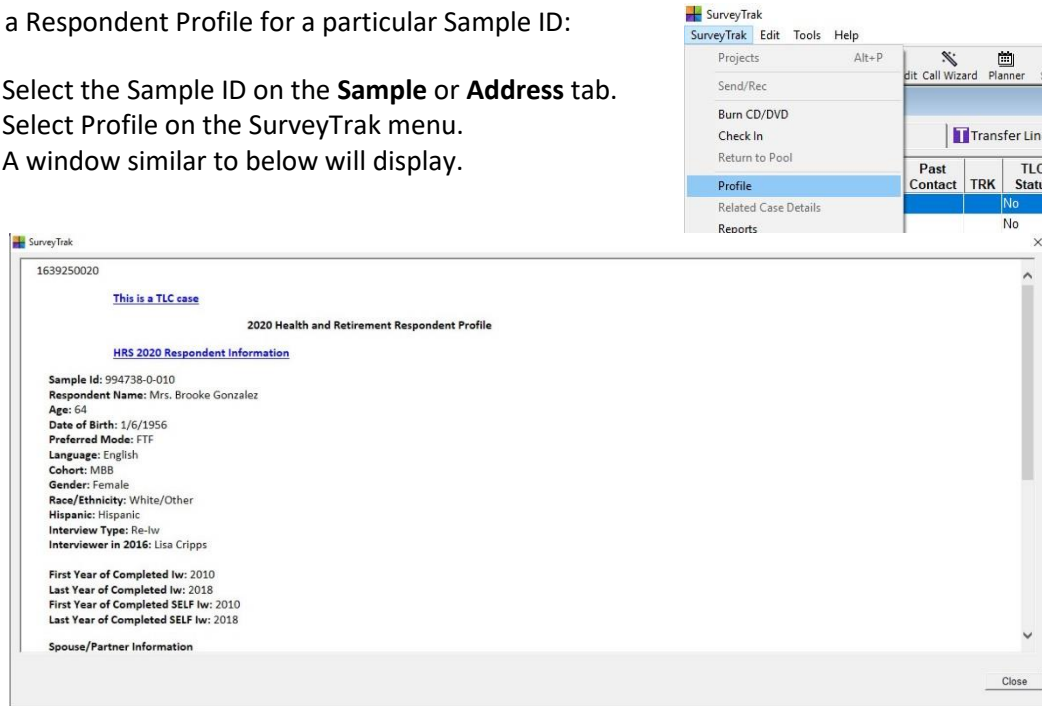 a Respondent Profile for a particular Sample ID:
Select the Sample ID on the Sample or Address tab.
Select Profile on the SurveyTrak menu.
A window similar to below will display.
SurveyTrak
SurveyTrak Edit Tools Help
Projects Alt+P
Send/Rec
Burn CD/DVD
Check In
Return to Pool
Profile
Related Case Details
Reports
dit Call Wizard Planner
Transfer Lin
Past Contact TRK TLC Statu
No
No
SurveyTrak
1639250020
This is a TLC case
2020 Health and Retirement Respondent Profile
HRS 2020 Respondent Information
Sample Id: 994738-0-010
Respondent Name: Mrs. Brooke Gonzalez
Age: 64
Date of Birth: 1/6/1956
Preferred Mode: FTF
Language: English
Cohort: MBB
Gender: Female
Race/Ethnicity: White/Other
Hispanic: Hispanic
Interview Type: Re-Iw
Interviewer in 2016: Lisa Cripps
First Year of Completed Iw: 2010
Last Year of Completed Iw: 2018
First Year of Completed SELF Iw: 2010
Last Year of Completed SELF Iw: 2018
Spouse/Partner Information
Close